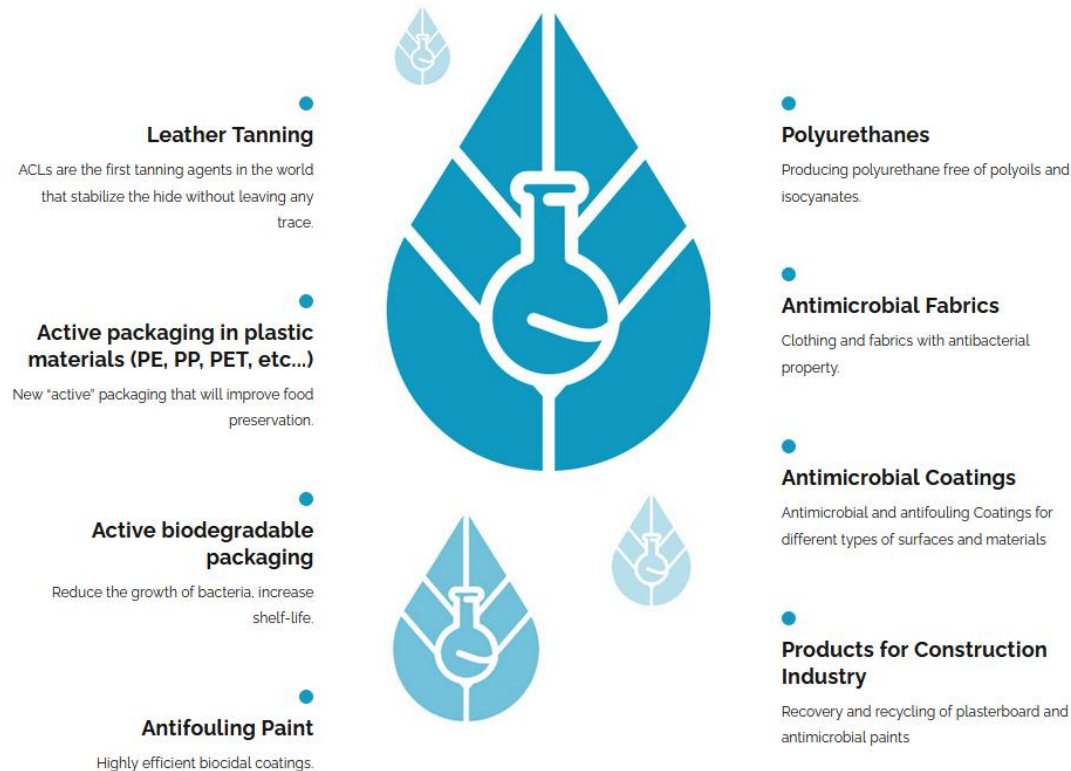 Leather Tanning
ACLs are the first tanning agents in the world
that stabilize the hide without leaving any
trace.
Active packaging in plastic
materials (PE, PP, PET, etc...)
New "active" packaging that will improve food
preservation.
Active biodegradable
packaging
Reduce the growth of bacteria, increase
shelf-life.
Antifouling Paint
Highly efficient biocidal coatings.
Polyurethanes
Producing polyurethane free of polyoils and
isocyanates.
Antimicrobial Fabrics
Clothing and fabrics with antibacterial
property.
Antimicrobial Coatings
Antimicrobial and antifouling Coatings for
different types of surfaces and materials
Products for Construction
Industry
Recovery and recycling of plasterboard and
antimicrobial paints